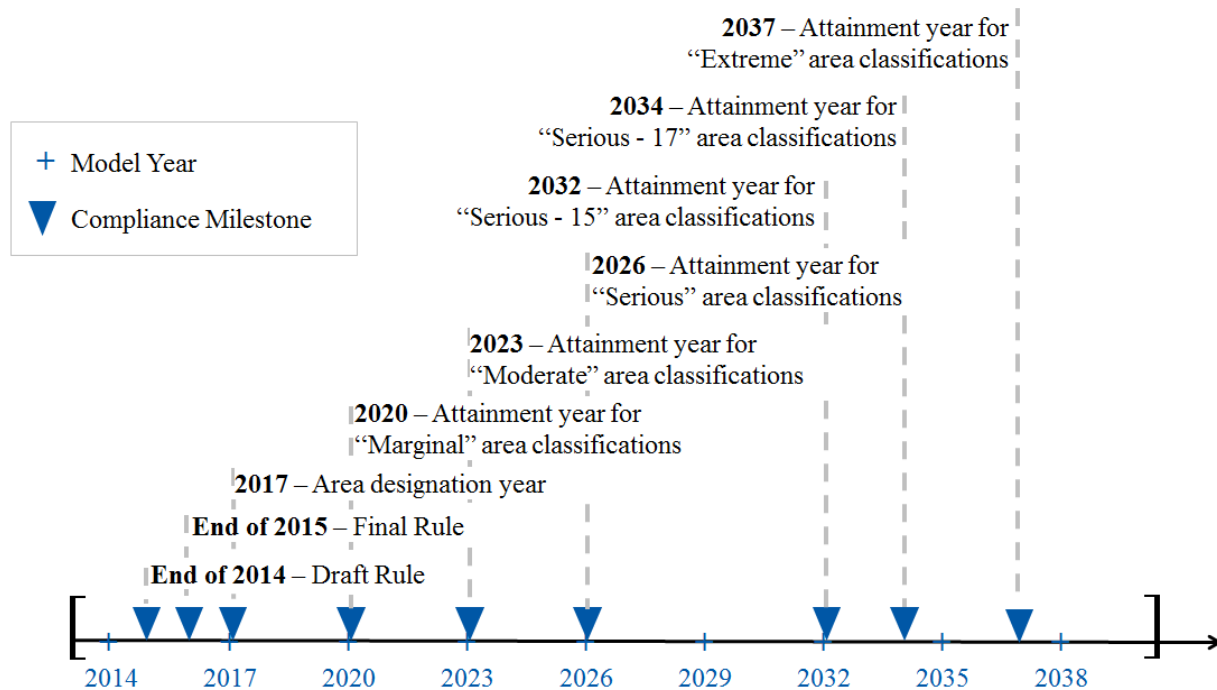 2037 – Attainment year for
“Extreme” area classifications
2034 – Attainment year for
“Serious - 17” area classifications
Model Year
Compliance Milestone
2032 – Attainment year for
“Serious - 15” area classifications
2026 – Attainment year for
“Serious” area classifications
2023 – Attainment year for
“Moderate” area classifications
2020 – Attainment year for
“Marginal” area classifications
2017 – Area designation year
End of 2015 – Final Rule
End of 2014 – Draft Rule
2014 2017 2020 2023 2026 2029 2032 2035 2038